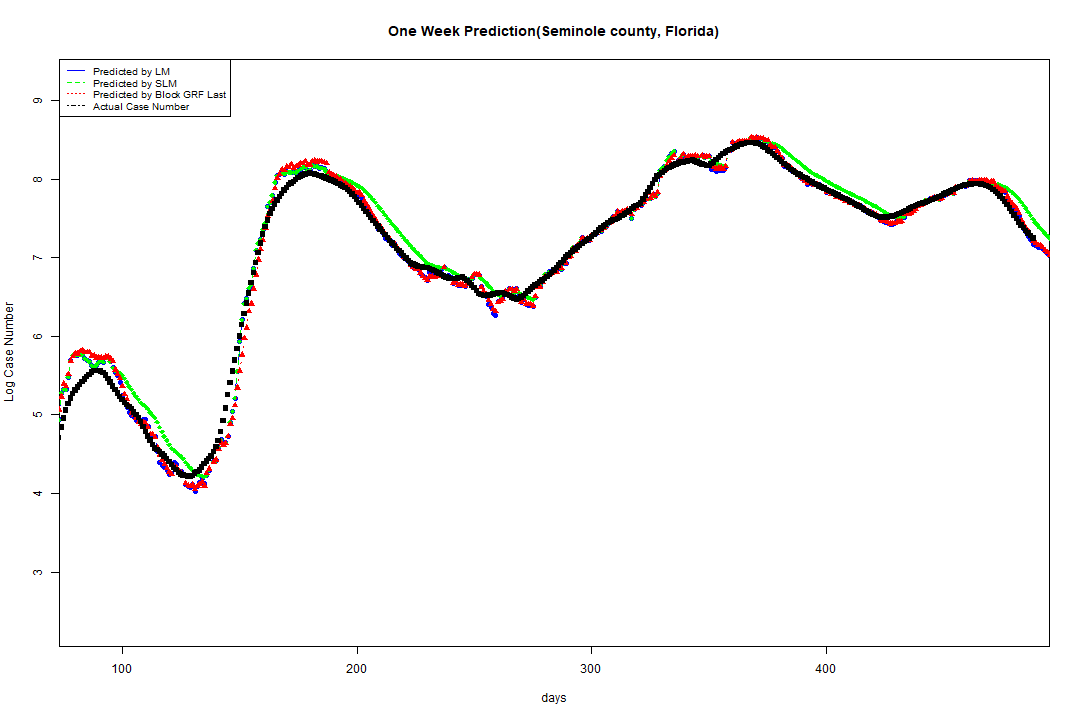 One Week Prediction(Seminole county, Florida)
Predicted by LM
Predicted by SLM
Predicted by Block GRF Last
Actual Case Number
9
8
7
6
5
4
3
Log Case Number
100 200 300 400
days